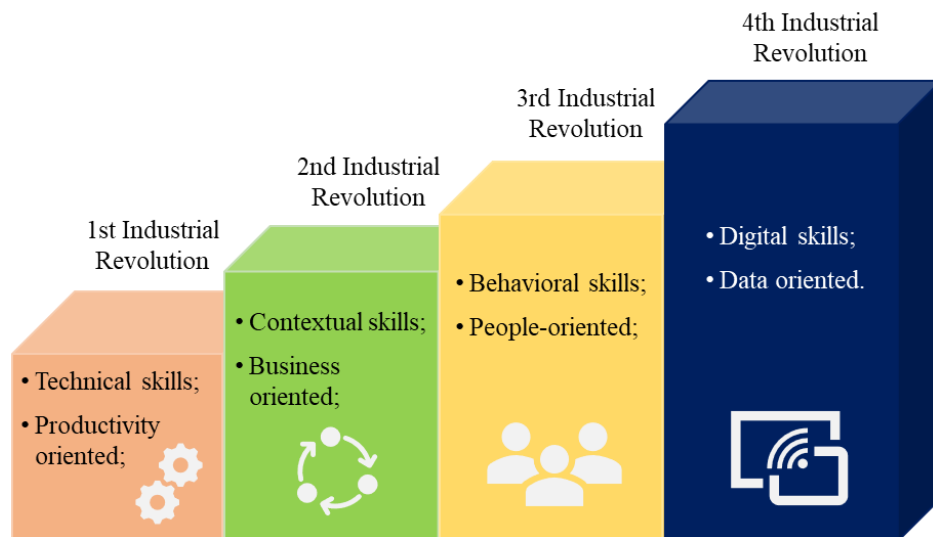 1st Industrial
Revolution
• Technical skills;
• Productivity
oriented;
2nd Industrial
Revolution
• Contextual skills;
• Business
oriented;
3rd Industrial
Revolution
• Behavioral skills;
• People-oriented;
4th Industrial
Revolution
• Digital skills;
• Data oriented.